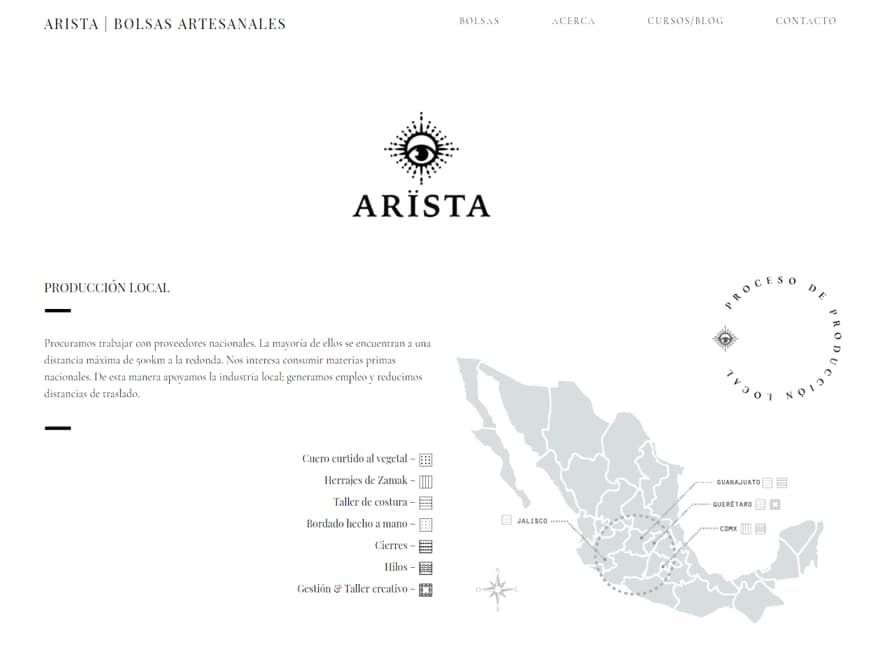 ARISTA | BOLSAS ARTESANALES
BOLSAS
ACERCA
CURSOS/BLOG
CONTACTO
ARÏSTA
PRODUCCIÓN LOCAL
Procuramos trabajar con proveedores nacionales. La mayoría de ellos se encuentran a una
distancia máxima de 500km a la redonda. Nos interesa consumir materias primas
nacionales. De esta manera apoyamos la industria local; generamos empleo y reducimos
distancias de traslado.
PROCESO DE PRODUCCIÓN LOCAL
Cuero curtido al vegetal –
Herrajes de Zamak –
Taller de costura –
Bordado hecho a mano –
Cierres –
Hilos –
Gestión & Taller creativo –
GUANAJUATO
QUERÉTARO
JALISCO
CDMX